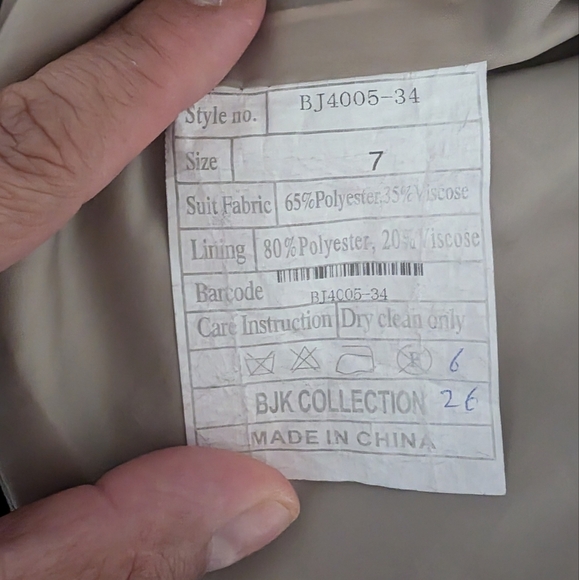 Style no. BJ4005-34
Size 7
Suit Fabric 65%Polyester,35%Viscose
Lining 80%Polyester, 20%Viscose
Barcode BJ4005-34
Care Instruction Dry clean only
6
BJK COLLECTION 26
MADE IN CHINA